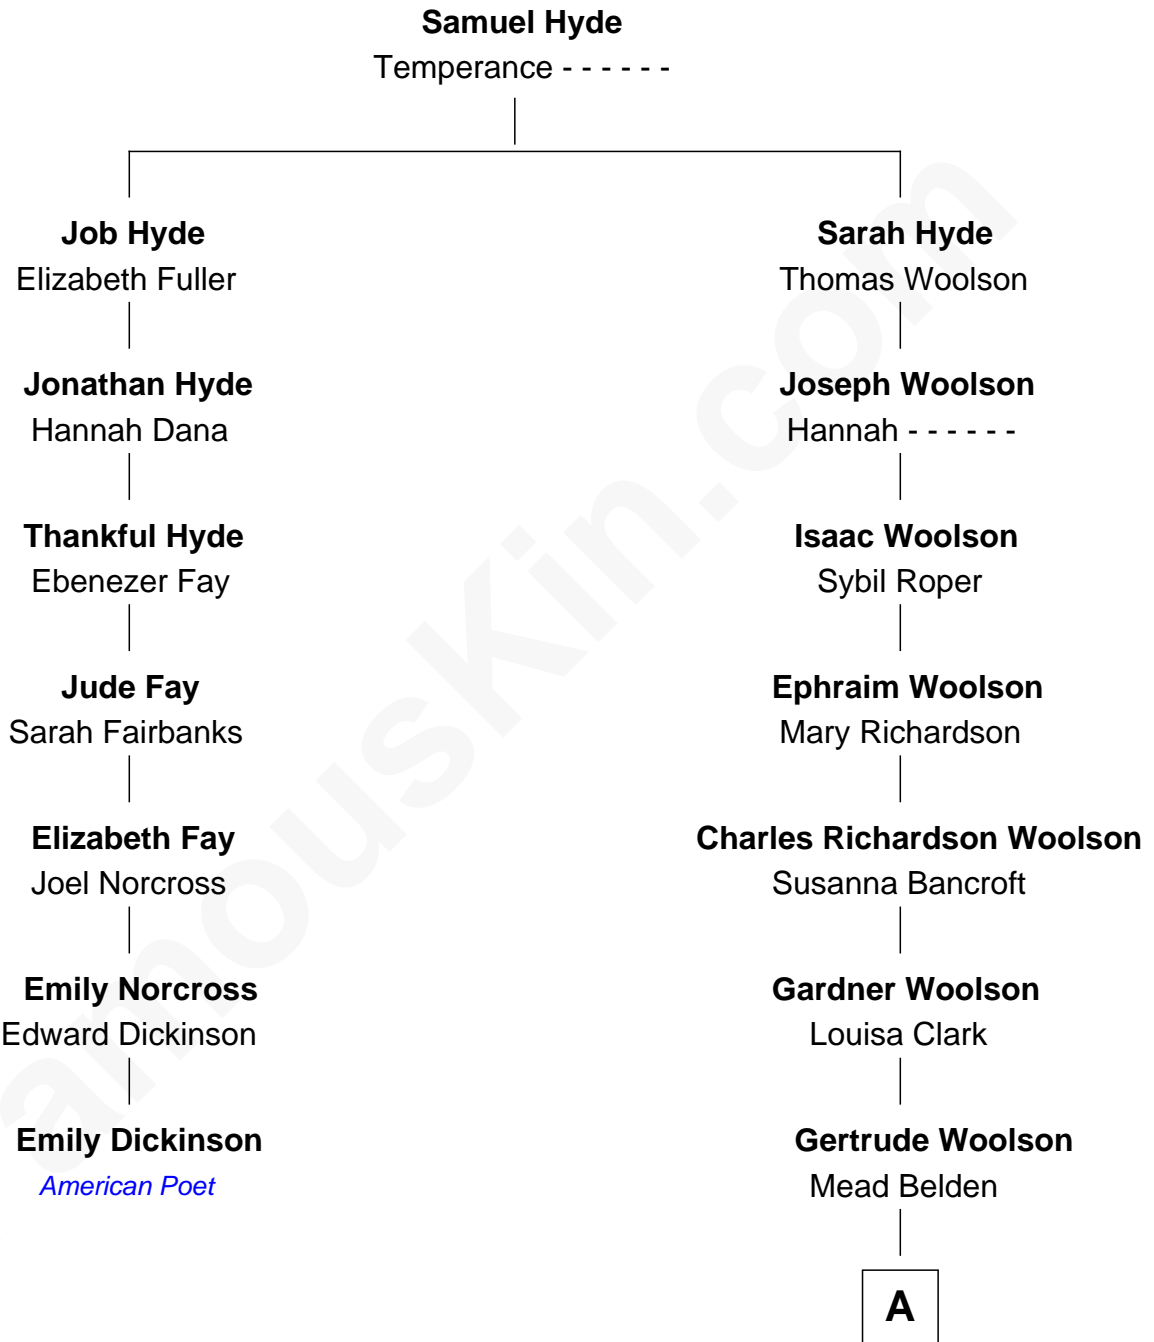 Samuel Hyde
Temperance - - - - - -
Job Hyde
Elizabeth Fuller
Sarah Hyde
Thomas Woolson
Jonathan Hyde
Hannah Dana
Joseph Woolson
Hannah - - - - - -
Thankful Hyde
Ebenezer Fay
Isaac Woolson
Sybil Roper
Jude Fay
Sarah Fairbanks
Ephraim Woolson
Mary Richardson
Elizabeth Fay
Joel Norcross
Charles Richardson Woolson
Susanna Bancroft
Emily Norcross
Edward Dickinson
Gardner Woolson
Louisa Clark
Emily Dickinson
American Poet
Gertrude Woolson
Mead Belden
A
amousKin.com